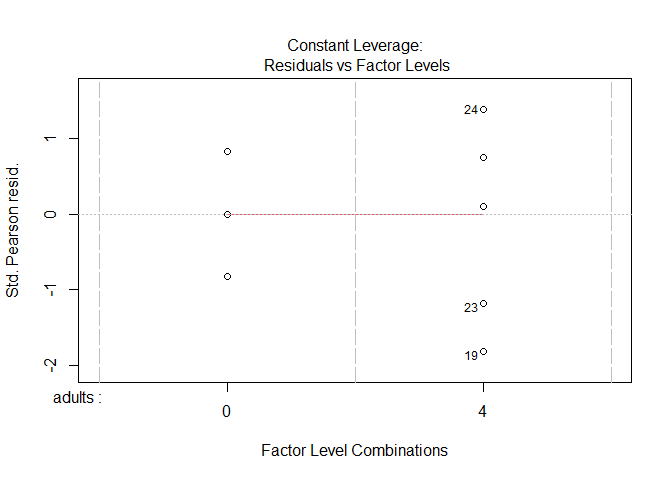 Constant Leverage:
Residuals vs Factor Levels
Std. Pearson resid.
1
0
-1
-2
24
23
19
adults :
0
4
Factor Level Combinations